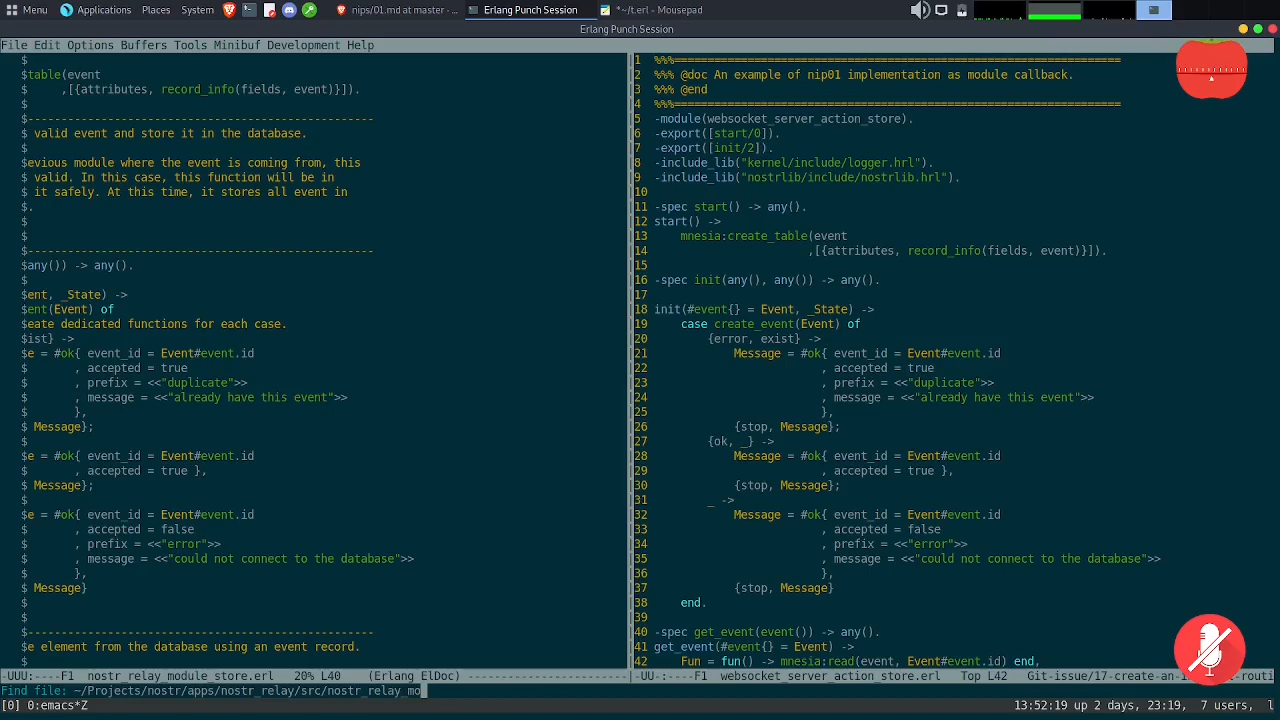 Menu Applications Places System nips/01.md at master - ... Erlang Punch Session *~/t.erl - Mousepad
Erlang Punch Session
File Edit Options Buffers Tools Minibuf Development Help
$
$table(event
,[{attributes, record_info(fields, event)}]).
$
$-----------------------------------------------------
$ valid event and store it in the database.
$
$evious module where the event is coming from, this
$ valid. In this case, this function will be in
$ it safely. At this time, it stores all event in
$.
$
$
$-----------------------------------------------------
$any()) -> any().
$
$ent, _State) ->
$ent(Event) of
$eate dedicated functions for each case.
$ist} ->
$e = #ok{ event_id = Event#event.id
$ , accepted = true
$ , prefix = <<"duplicate">>
$ , message = <<"already have this event">>
$ },
$ Message};
$
$e = #ok{ event_id = Event#event.id
$ , accepted = true },
$ Message};
$
$e = #ok{ event_id = Event#event.id
$ , accepted = false
$ , prefix = <<"error">>
$ , message = <<"could not connect to the database">>
$ },
$ Message}
$
$
$-----------------------------------------------------
$e element from the database using an event record.
$
-UUU:----F1 nostr_relay_module_store.erl 20% L40 (Erlang ElDoc) ------------------------
1 %%%===================================================================
2 %%% @doc An example of nip01 implementation as module callback.
3 %%% @end
4 %%%===================================================================
5 -module(websocket_server_action_store).
6 -export([start/0]).
7 -export([init/2]).
8 -include_lib("kernel/include/logger.hrl").
9 -include_lib("nostrlib/include/nostrlib.hrl").
10
11 -spec start() -> any().
12 start() ->
13 mnesia:create_table(event
14 ,[{attributes, record_info(fields, event)}]).
15
16 -spec init(any(), any()) -> any().
17
18 init(#event{} = Event, _State) ->
19 case create_event(Event) of
20 {error, exist} ->
21 Message = #ok{ event_id = Event#event.id
22 , accepted = true
23 , prefix = <<"duplicate">>
24 , message = <<"already have this event">>
25 },
26 {stop, Message};
27 {ok, _} ->
28 Message = #ok{ event_id = Event#event.id
29 , accepted = true },
30 {stop, Message};
31 _ ->
32 Message = #ok{ event_id = Event#event.id
33 , accepted = false
34 , prefix = <<"error">>
35 , message = <<"could not connect to the database">>
36 },
37 {stop, Message}
38 end.
39
40 -spec get_event(event()) -> any().
41 get_event(#event{} = Event) ->
42 Fun = fun() -> mnesia:read(event, Event#event.id) end,
-UU-:----F1 websocket_server_action_store.erl Top L42 Git-issue/17-create-an-i t-routi
Find file: ~/Projects/nostr/apps/nostr_relay/src/nostr_relay_mo
[0] 0:emacs*Z 13:52:19 up 2 days, 23:19, 7 users, l